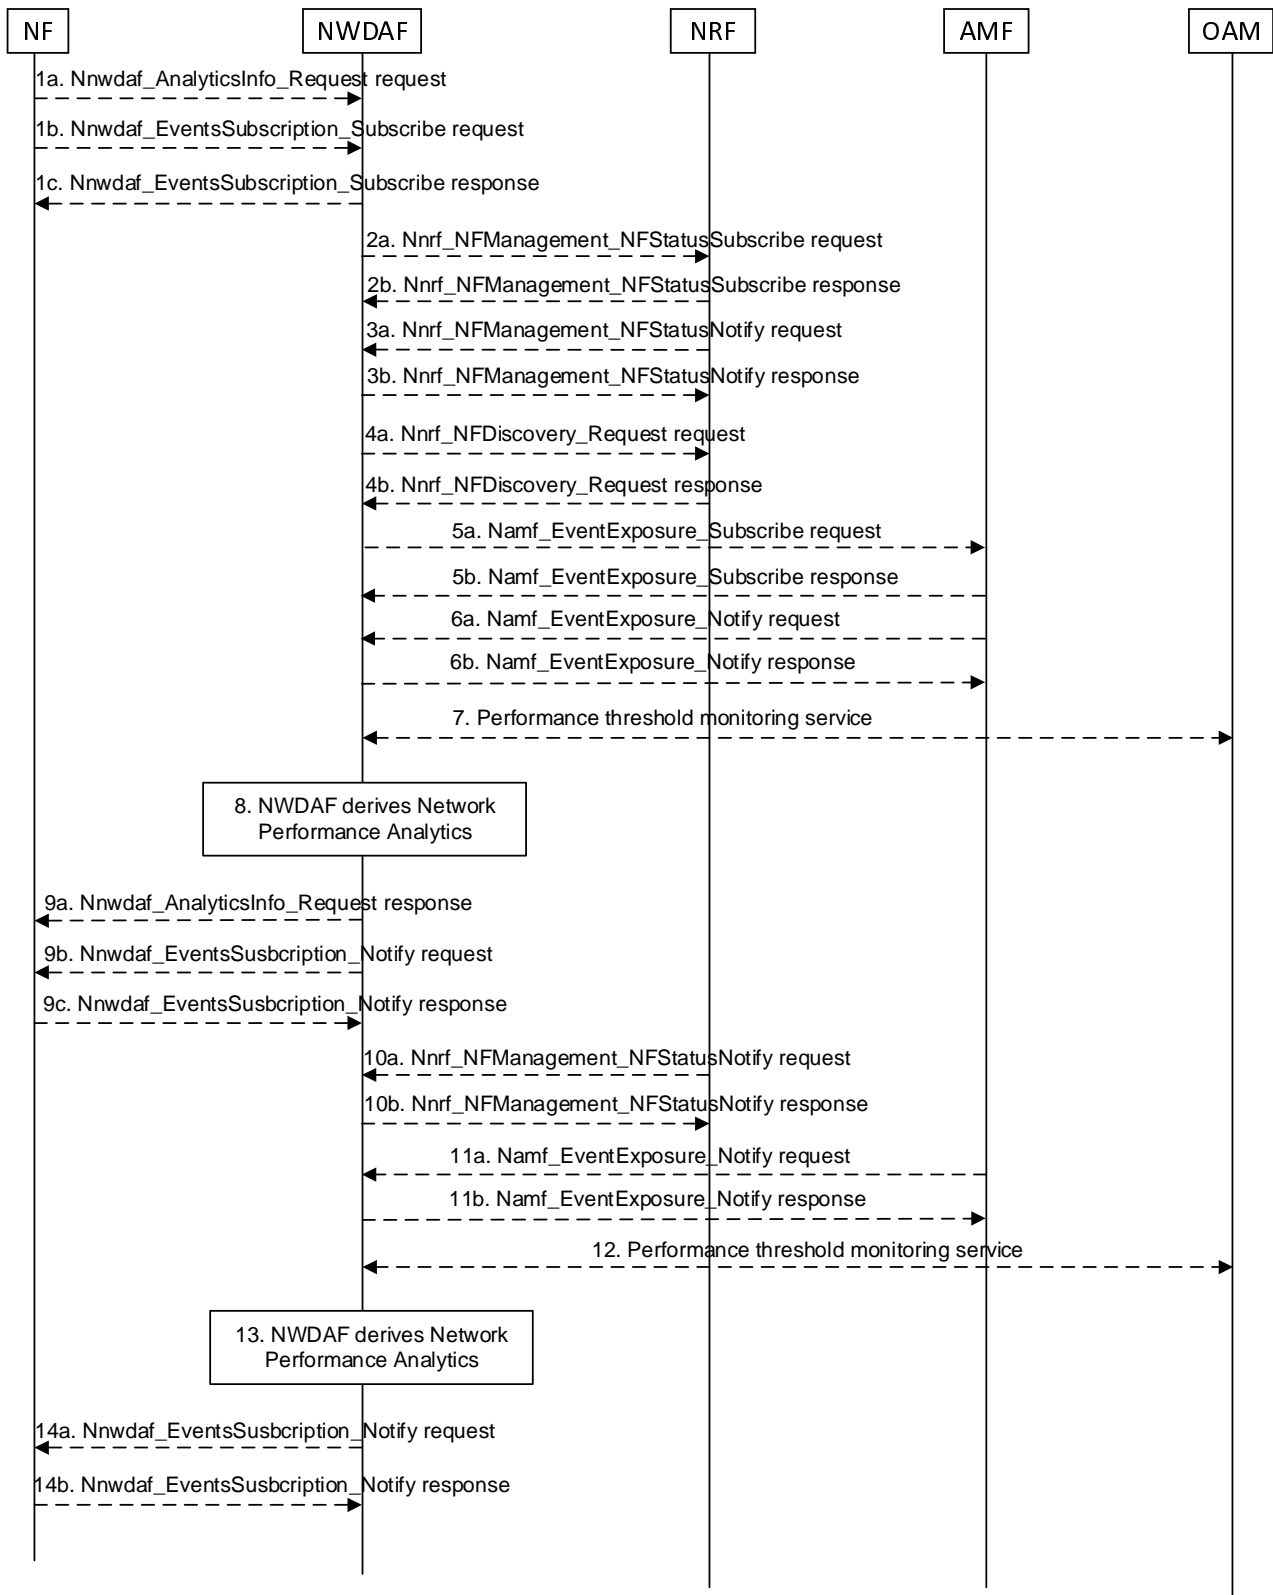 NF NWDAF NRF AMF OAM
1a. Nnwdaf_AnalyticsInfo_Request request
1b. Nnwdaf_EventsSubscription_Subscribe request
1c. Nnwdaf_EventsSubscription_Subscribe response
2a. Nnrf_NFManagement_NFStatusSubscribe request
2b. Nnrf_NFManagement_NFStatusSubscribe response
3a. Nnrf_NFManagement_NFStatusNotify request
3b. Nnrf_NFManagement_NFStatusNotify response
4a. Nnrf_NFDiscovery_Request request
4b. Nnrf_NFDiscovery_Request response
5a. Namf_EventExposure_Subscribe request
5b. Namf_EventExposure_Subscribe response
6a. Namf_EventExposure_Notify request
6b. Namf_EventExposure_Notify response
7. Performance threshold monitoring service
8. NWDAF derives Network
Performance Analytics
9a. Nnwdaf_AnalyticsInfo_Request response
9b. Nnwdaf_EventsSusbcription_Notify request
9c. Nnwdaf_EventsSusbcription_Notify response
10a. Nnrf_NFManagement_NFStatusNotify request
10b. Nnrf_NFManagement_NFStatusNotify response
11a. Namf_EventExposure_Notify request
11b. Namf_EventExposure_Notify response
12. Performance threshold monitoring service
13. NWDAF derives Network
Performance Analytics
14a. Nnwdaf_EventsSusbcription_Notify request
14b. Nnwdaf_EventsSusbcription_Notify response